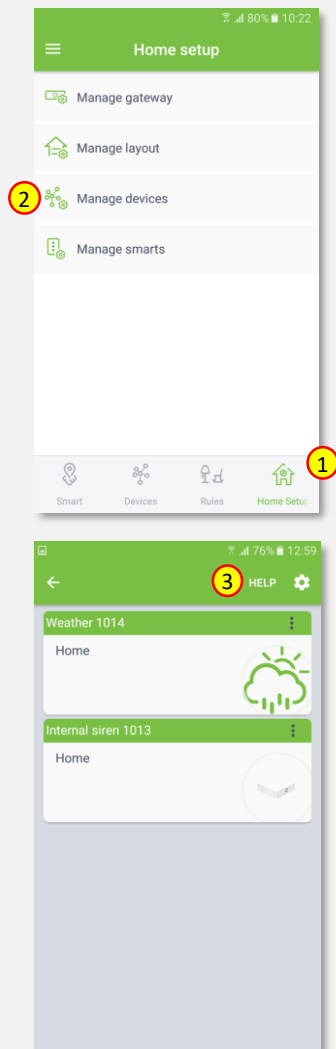 80% 10:22
Home setup
Manage gateway
Manage layout
2
Manage devices
Manage smarts
1
Smart Devices Rules Home Setup
76% 12:59
3 HELP
Weather 1014
Home
Internal siren 1013
Home